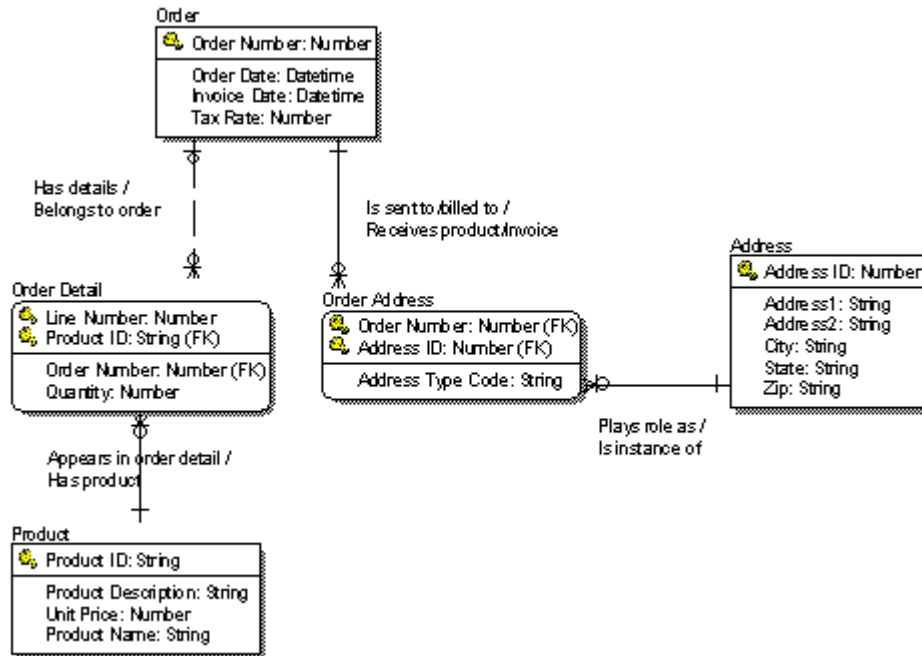 Order
Order Number: Number
Order Date: Datetime
Invoice Date: Datetime
Tax Rate: Number
Has details /
Belongs to order
Is sent to/billed to /
Receives product/Invoice
Order Detail
Line Number: Number
Product ID: String (FK)
Order Number: Number (FK)
Quantity: Number
Order Address
Order Number: Number (FK)
Address ID: Number (FK)
Address Type Code: String
Address
Address ID: Number
Address1: String
Address2: String
City: String
State: String
Zip: String
Plays role as /
Is instance of
Appears in order detail /
Has product
Product
Product ID: String
Product Description: String
Unit Price: Number
Product Name: String